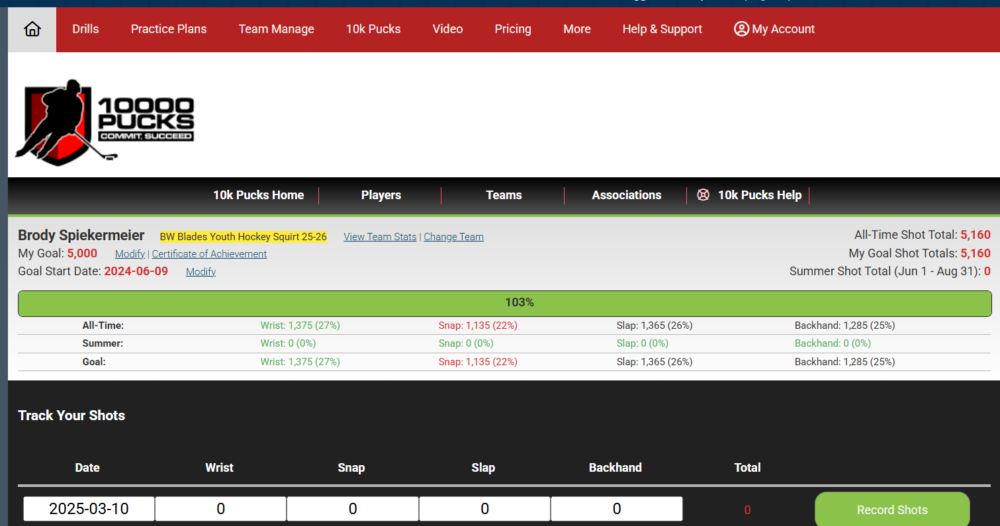 Drills Practice Plans Team Manage 10k Pucks Video Pricing More Help & Support My Account
10000
PUCKS
COMMIT, SUCCEED
10k Pucks Home Players Teams Associations 10k Pucks Help
Brody Spiekermeier BW Blades Youth Hockey Squirt 25-26 View Team Stats | Change Team All-Time Shot Total: 5,160
My Goal: 5,000 Modify | Certificate of Achievement My Goal Shot Totals: 5,160
Goal Start Date: 2024-06-09 Modify Summer Shot Total (Jun 1 - Aug 31): 0
103%
All-Time: Wrist: 1,375 (27%) Snap: 1,135 (22%) Slap: 1,365 (26%) Backhand: 1,285 (25%)
Summer: Wrist: 0 (0%) Snap: 0 (0%) Slap: 0 (0%) Backhand: 0 (0%)
Goal: Wrist: 1,375 (27%) Snap: 1,135 (22%) Slap: 1,365 (26%) Backhand: 1,285 (25%)
Track Your Shots
Date Wrist Snap Slap Backhand Total
2025-03-10 0 0 0 0 0 Record Shots